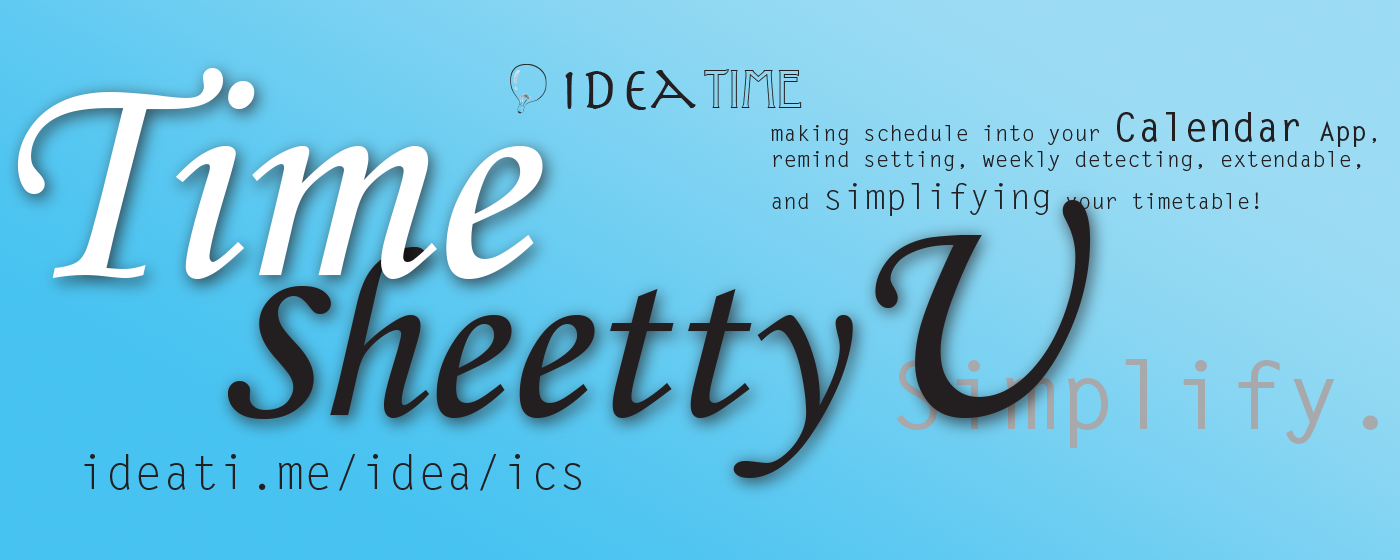 IDEA TIME
Time
making schedule into your Calendar App,
remind setting, weekly detecting, extendable,
and simplifying your timetable!
sheettyU
Simplify.
ideati.me/idea/ics